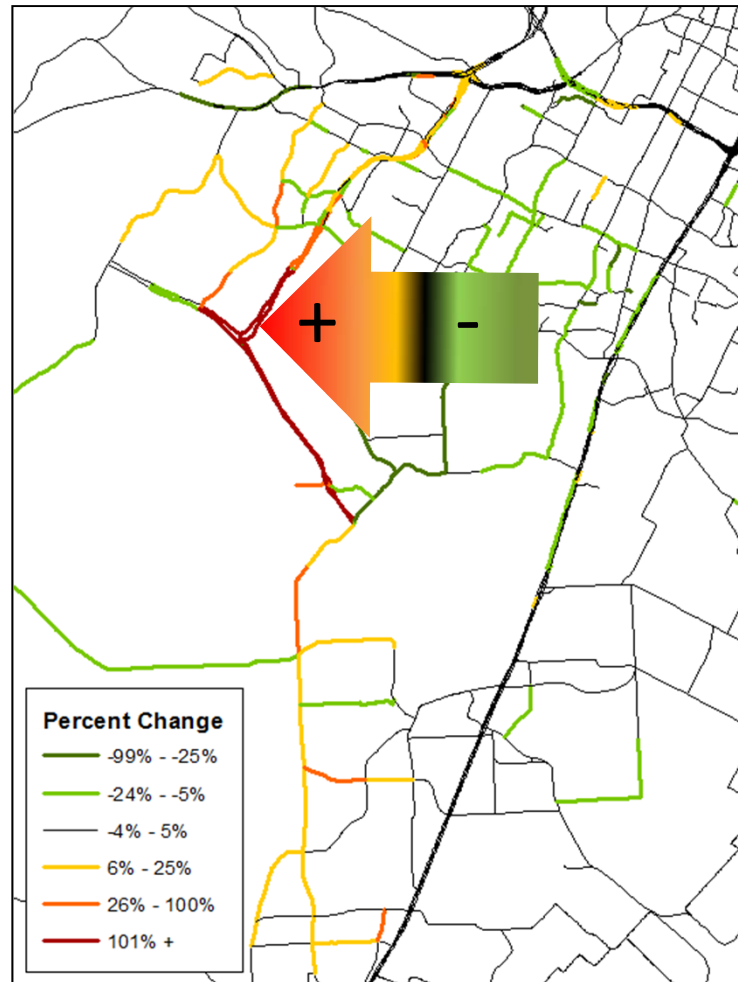 + -
Percent Change
-99% - -25%
-24% - -5%
-4% - 5%
6% - 25%
26% - 100%
101% +